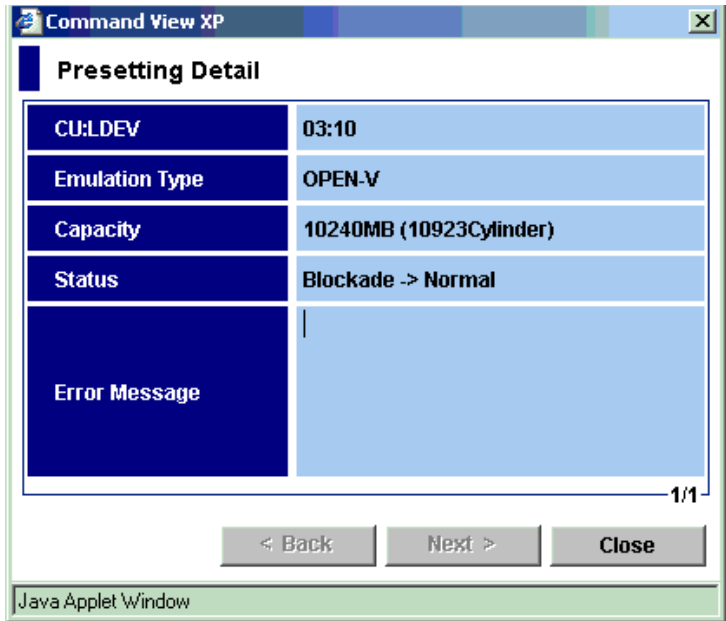 Command View XP
Presetting Detail
CU:LDEV 03:10
Emulation Type OPEN-V
Capacity 10240MB (10923Cylinder)
Status Blockade -> Normal
Error Message
1/1
< Back Next > Close
Java Applet Window